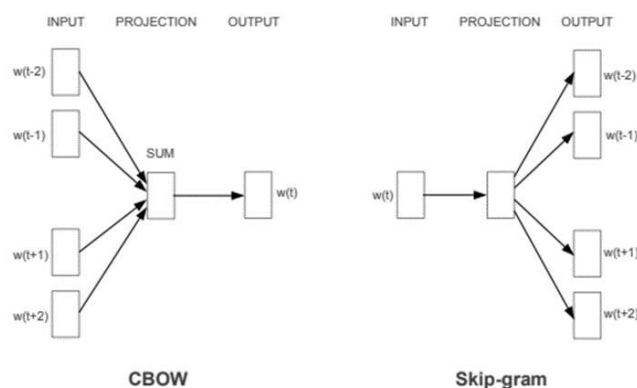 INPUT PROJECTION OUTPUT
w(t-2)
w(t-1)
SUM
w(t)
w(t+1)
w(t+2)
CBOW
INPUT PROJECTION OUTPUT
w(t-2)
w(t-1)
w(t)
w(t+1)
w(t+2)
Skip-gram